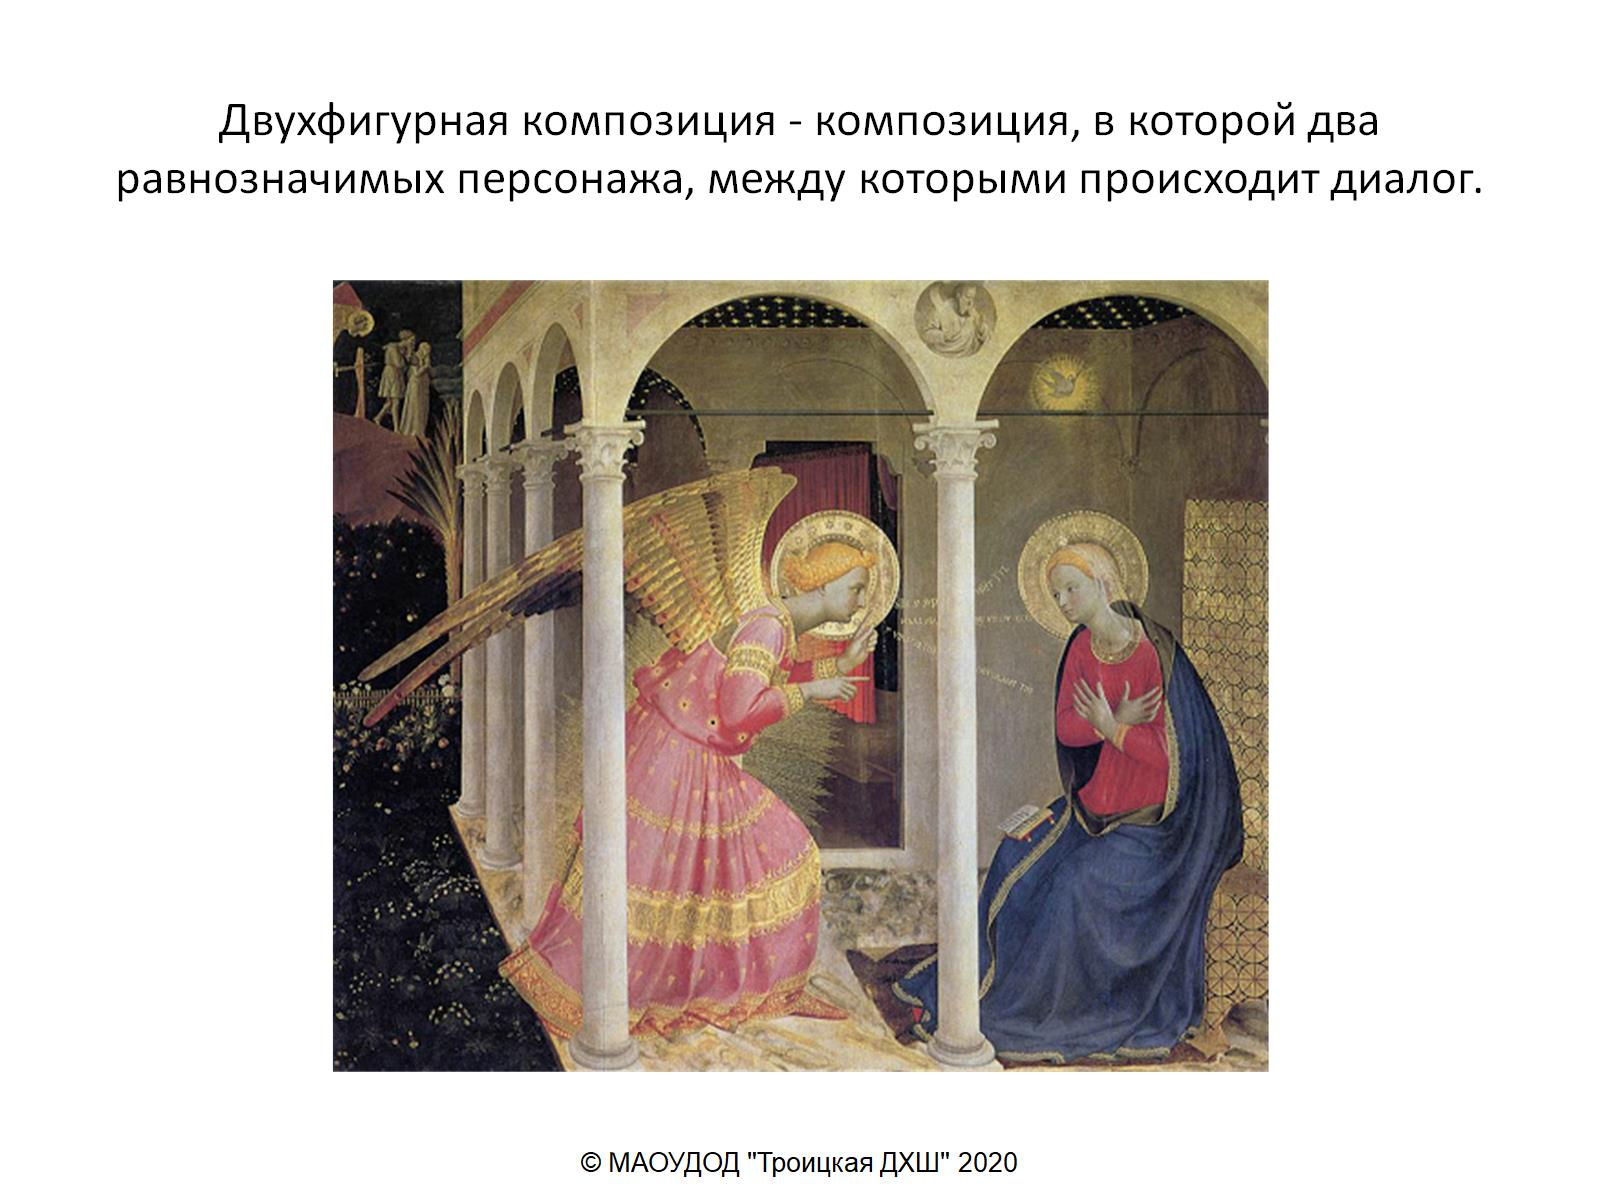 Двухфигурная композиция - композиция, в которой два
равнозначимых персонажа, между которыми происходит диалог.
© МАОУДОД "Троицкая ДХШ" 2020